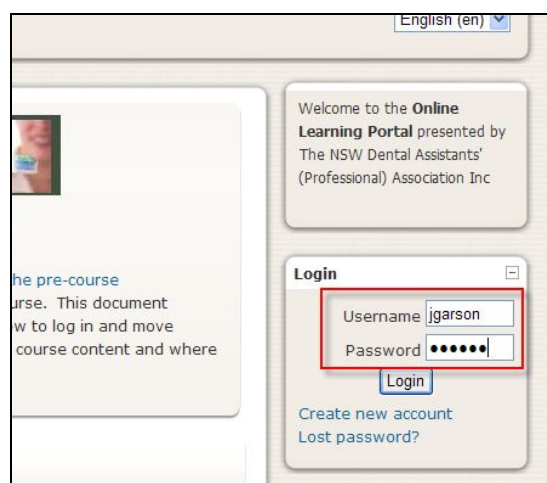 English (en)
Welcome to the Online
Learning Portal presented by
The NSW Dental Assistants'
(Professional) Association Inc
he pre-course
urse. This document
w to log in and move
course content and where
Login
Username jgarson
Password ●●●●●●
Login
Create new account
Lost password?